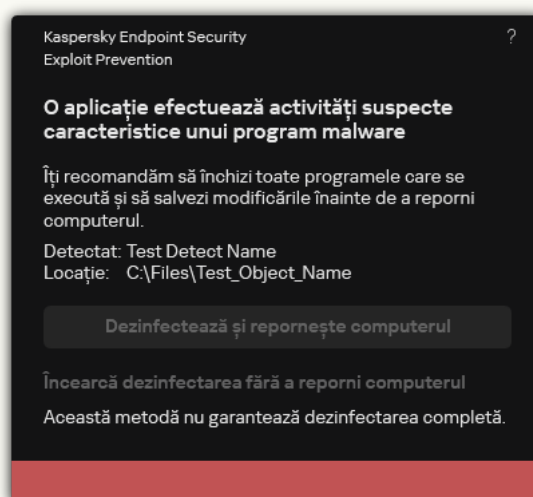 Kaspersky Endpoint Security
?
Exploit Prevention
O aplicație efectuează activități suspecte
caracteristice unui program malware
Îți recomandăm să închizi toate programele care se
execută și să salvezi modificările înainte de a reporni
computerul.
Detectat: Test Detect Name
Locație: C:\Files\Test_Object_Name
Dezinfectează și repornește computerul
Încearcă dezinfectarea fără a reporni computerul
Această metodă nu garantează dezinfectarea completă.